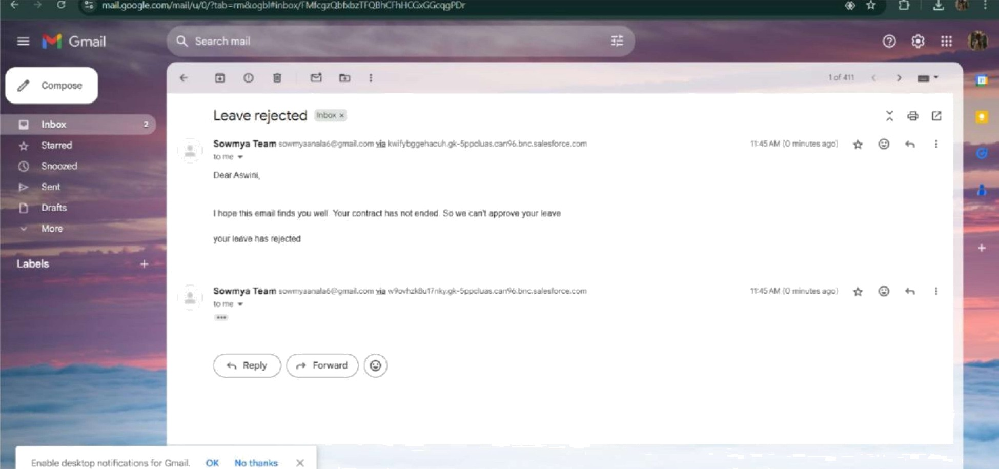 mail.google.com/mail/u/0/?tab=rm&ogbl#inbox/FMfcgzQbfxbzTFQBhCFhHCGxGGcqgPDr
Gmail
Search mail
Compose
1 of 411
Leave rejected Inbox ×
Inbox 2
Sowmya Team sowmyaanala6@gmail.com via kwifybggehacuh.gk-5ppcluas.can96.bnc.salesforce.com 11:45 AM (0 minutes ago)
Starred
to me
Snoozed
Dear Aswini,
Sent
Drafts
I hope this email finds you well. Your contract has not ended. So we can't approve your leave
More
your leave has rejected
Labels +
Sowmya Team sowmyaanala6@gmail.com via w9ovhzk8u17nky.gk-5ppcluas.can96.bnc.salesforce.com 11:45 AM (0 minutes ago)
to me
Reply Forward
Enable desktop notifications for Gmail. OK No thanks